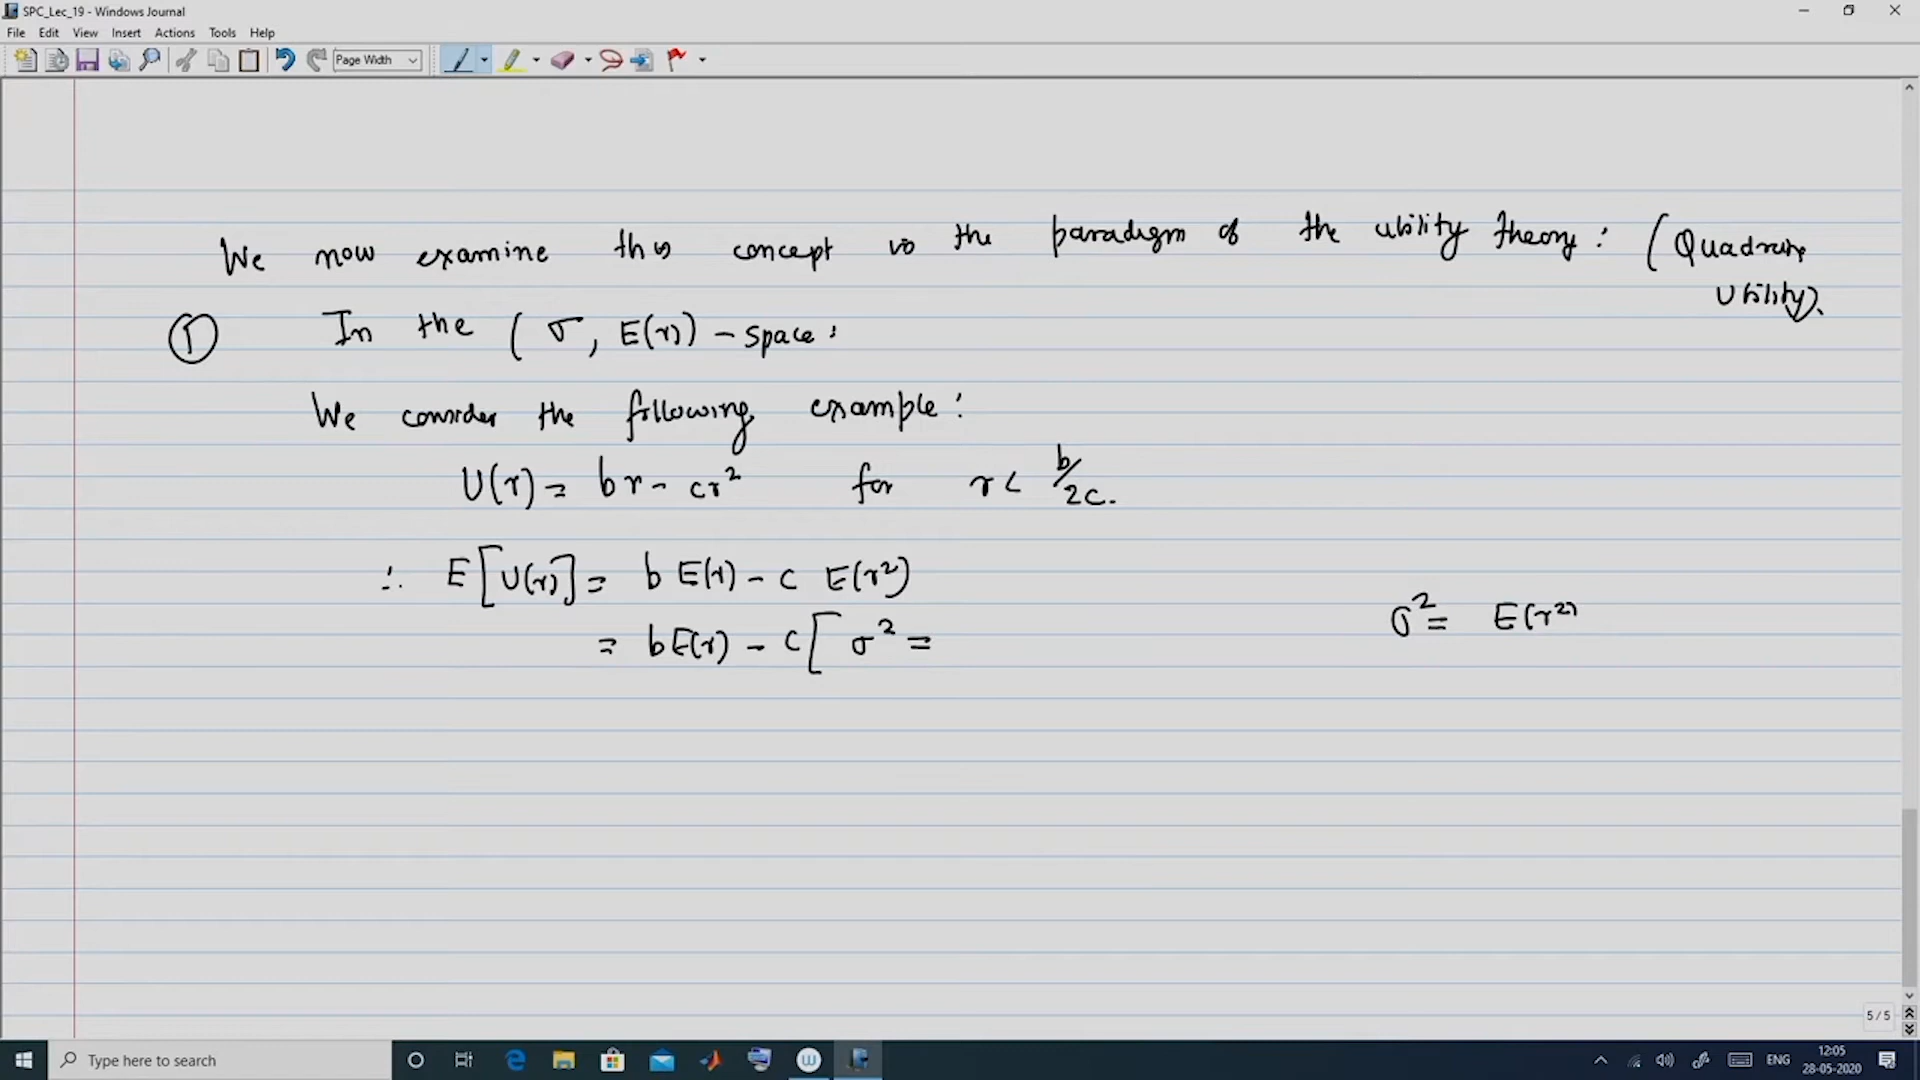 SPC_Lec_19 - Windows Journal
File Edit View Insert Actions Tools Help
Page Width
We now examine this concept in the paradigm of the utility theory: (Quadratic
Utility).
① In the (σ, E(r)) - space:
We consider the following example:
U(r) = br - cr² for r < b/2c.
∴ E[U(r)] = b E(r) - c E(r²)
= bE(r) - c[ σ² =
σ² = E(r²)
5 / 5
Type here to search
ENG
12:05
28-05-2020